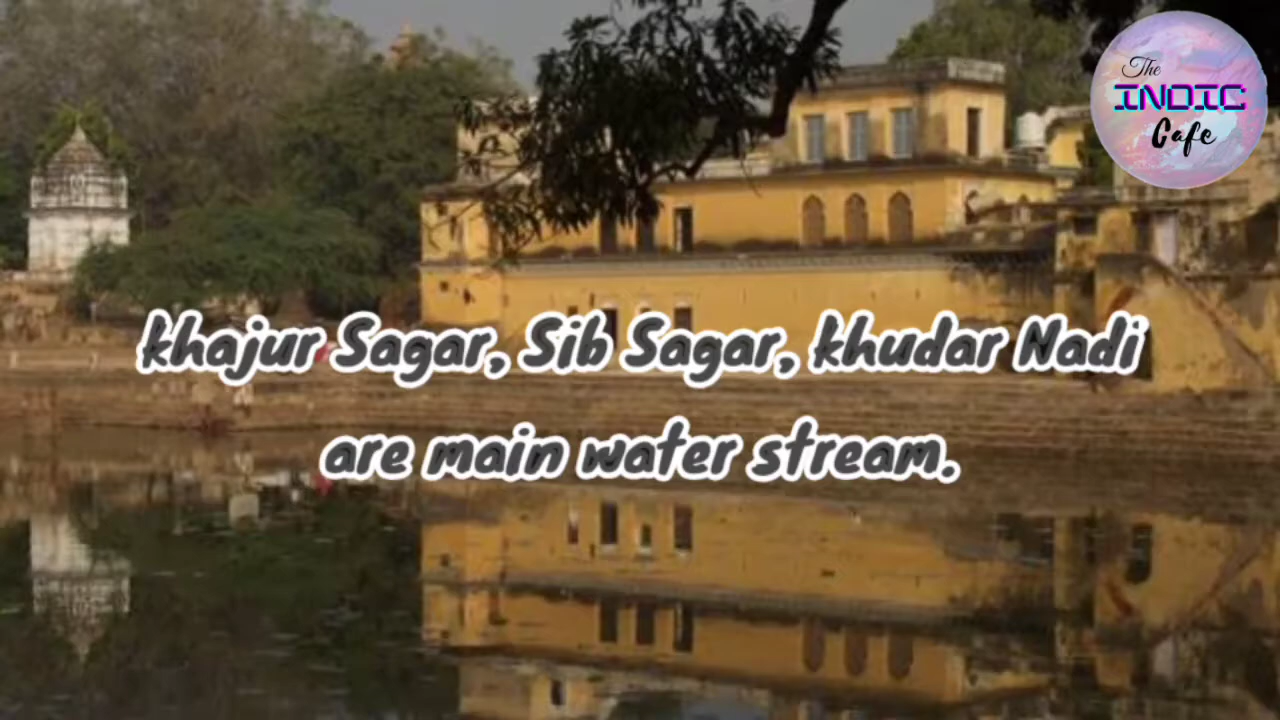 The
INDIC
Cafe
Khajur Sagar, Sib Sagar, Khudar Nadi
are main water stream.